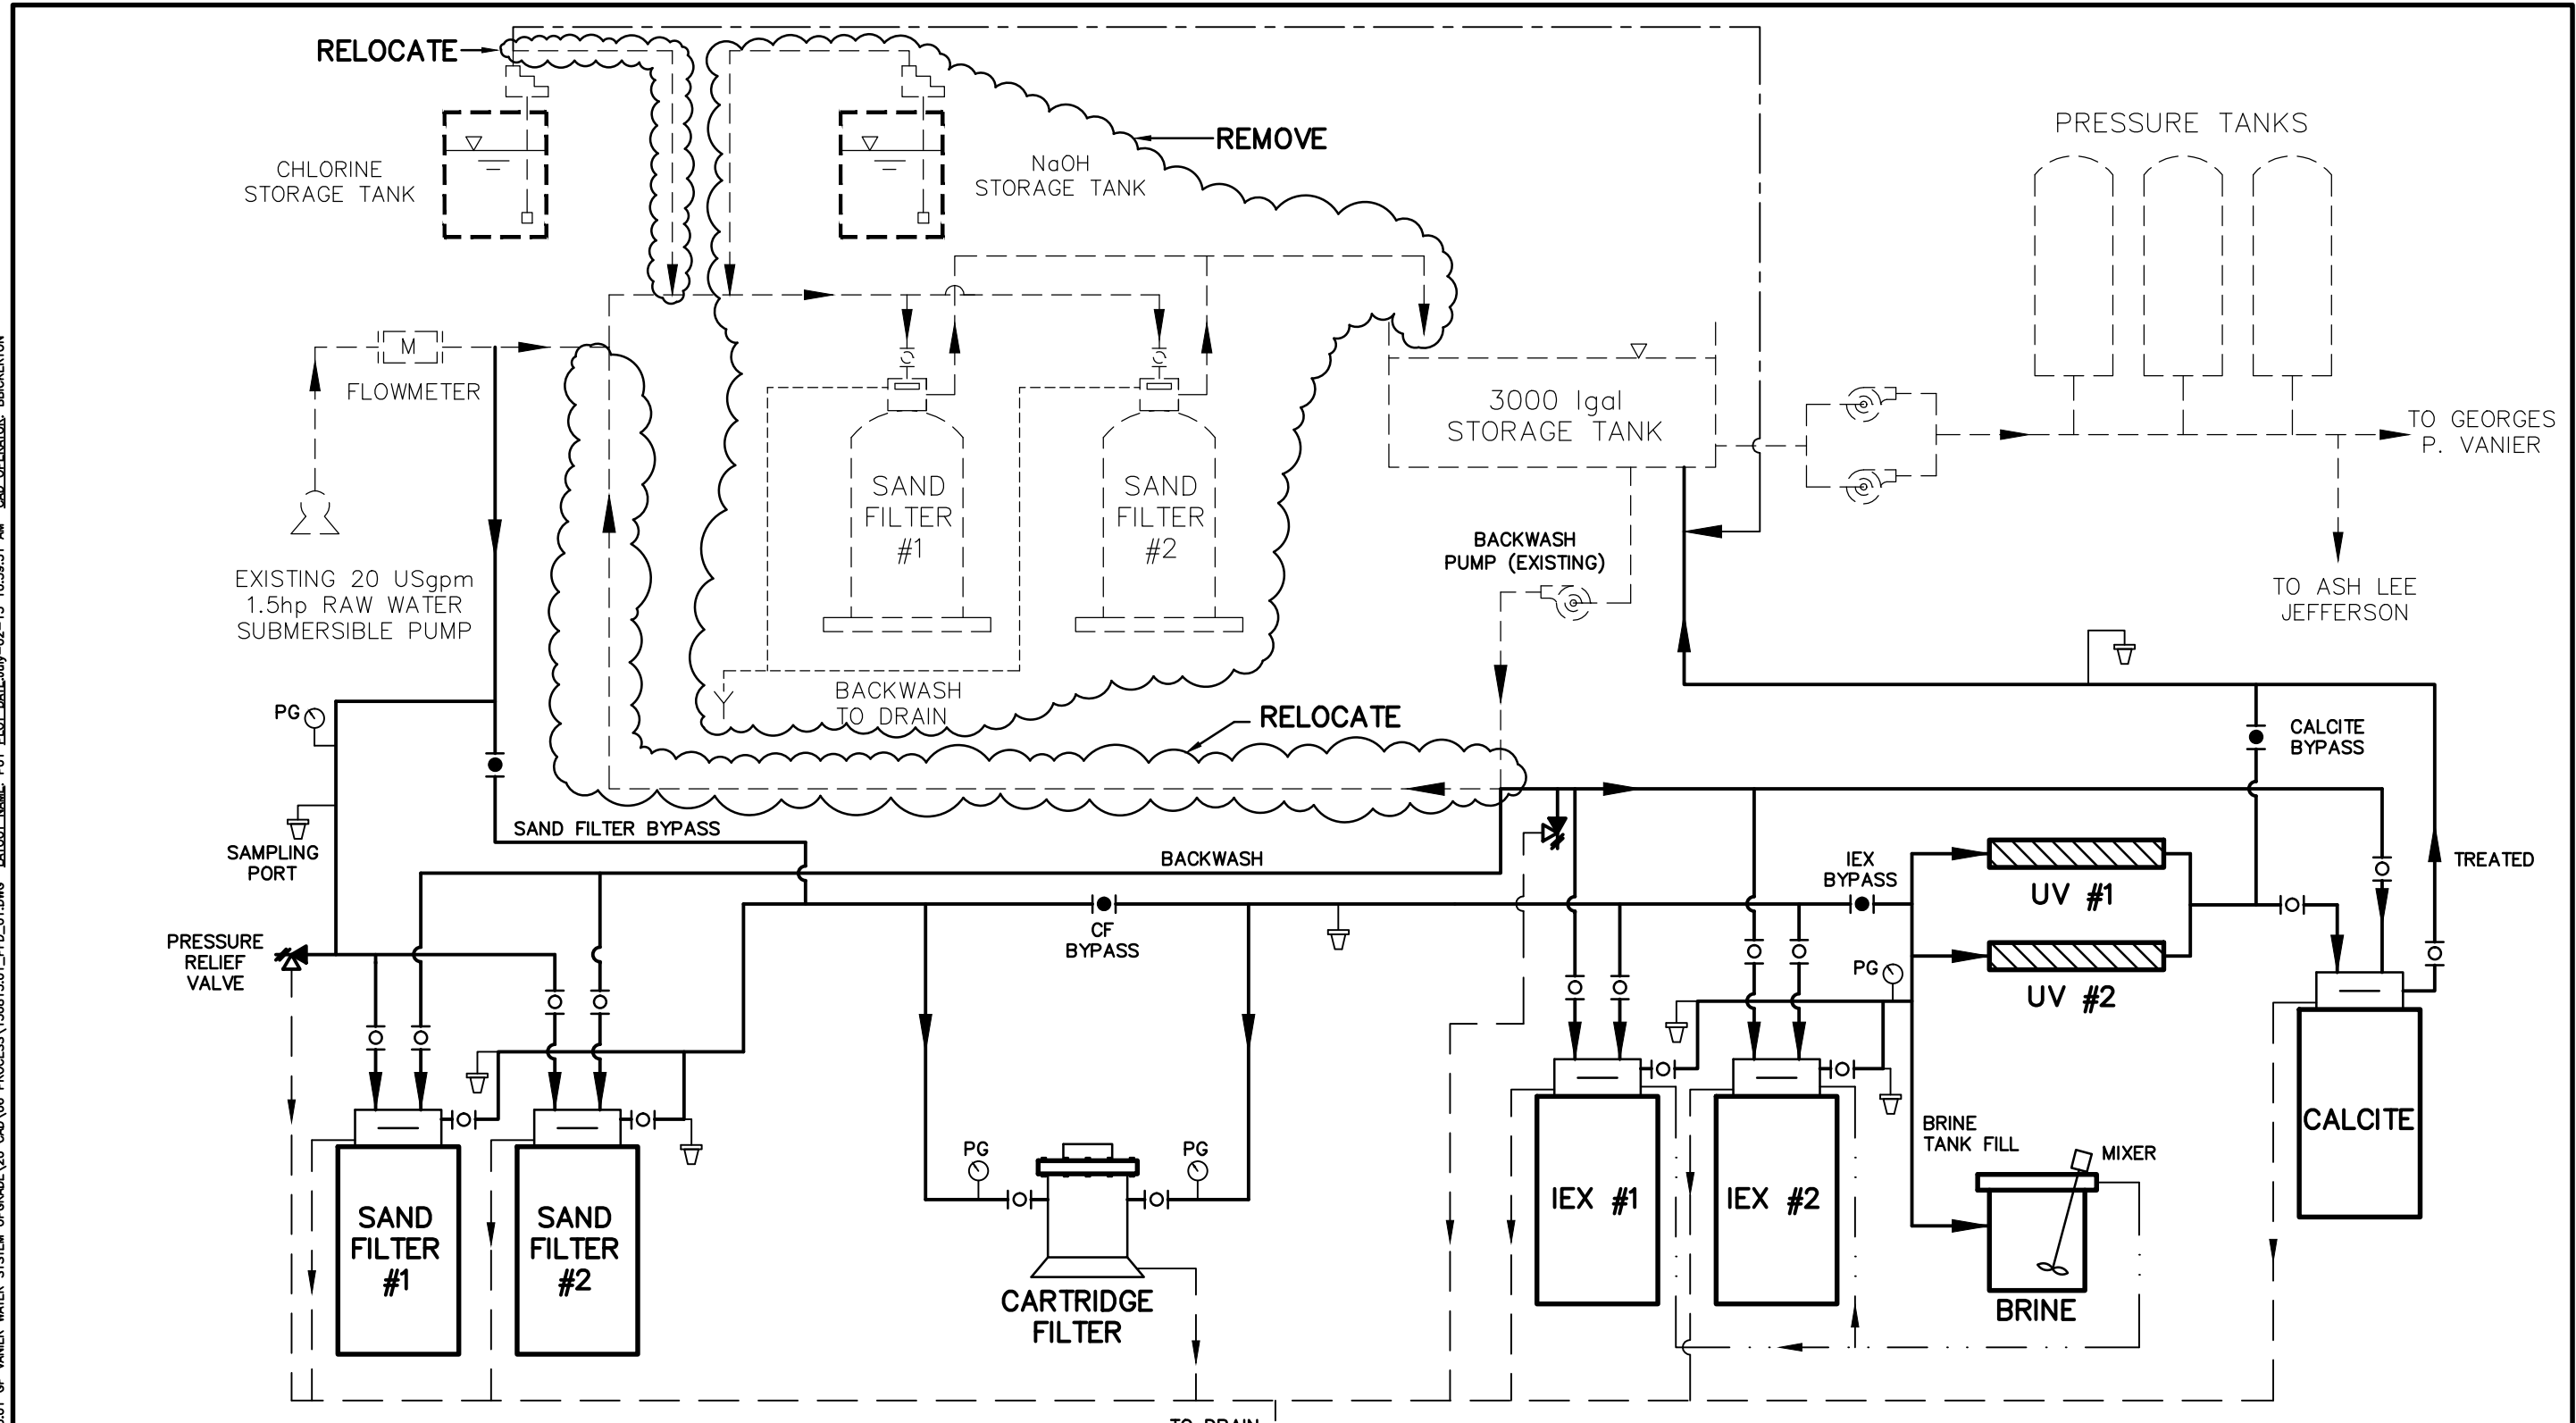 RELOCATE
REMOVE
PRESSURE TANKS
CHLORINE
STORAGE TANK
NaOH
STORAGE TANK
M
FLOWMETER
3000 Igal
STORAGE TANK
TO GEORGES
P. VANIER
SAND
FILTER
#1
SAND
FILTER
#2
BACKWASH
PUMP (EXISTING)
EXISTING 20 USgpm
1.5hp RAW WATER
SUBMERSIBLE PUMP
TO ASH LEE
JEFFERSON
BACKWASH
TO DRAIN
RELOCATE
PG
CALCITE
BYPASS
SAND FILTER BYPASS
SAMPLING
PORT
BACKWASH
IEX
BYPASS
UV #1
TREATED
CF
BYPASS
PRESSURE
RELIEF
VALVE
PG
UV #2
CALCITE
BRINE
TANK FILL
MIXER
PG
PG
SAND
FILTER
#1
SAND
FILTER
#2
IEX #1
IEX #2
CARTRIDGE
FILTER
BRINE
TO DRAIN